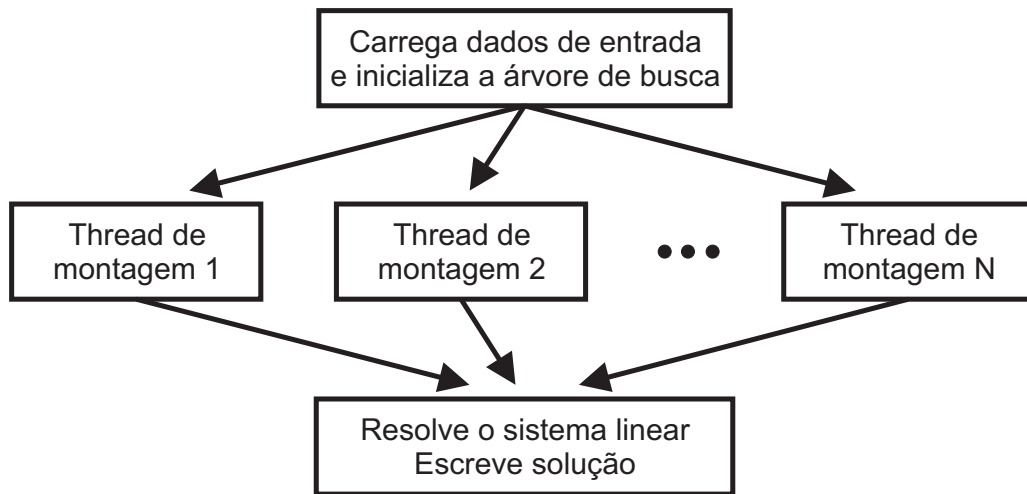 Carrega dados de entrada
e inicializa a árvore de busca
Thread de
montagem 1
Thread de
montagem 2
Thread de
montagem N
Resolve o sistema linear
Escreve solução